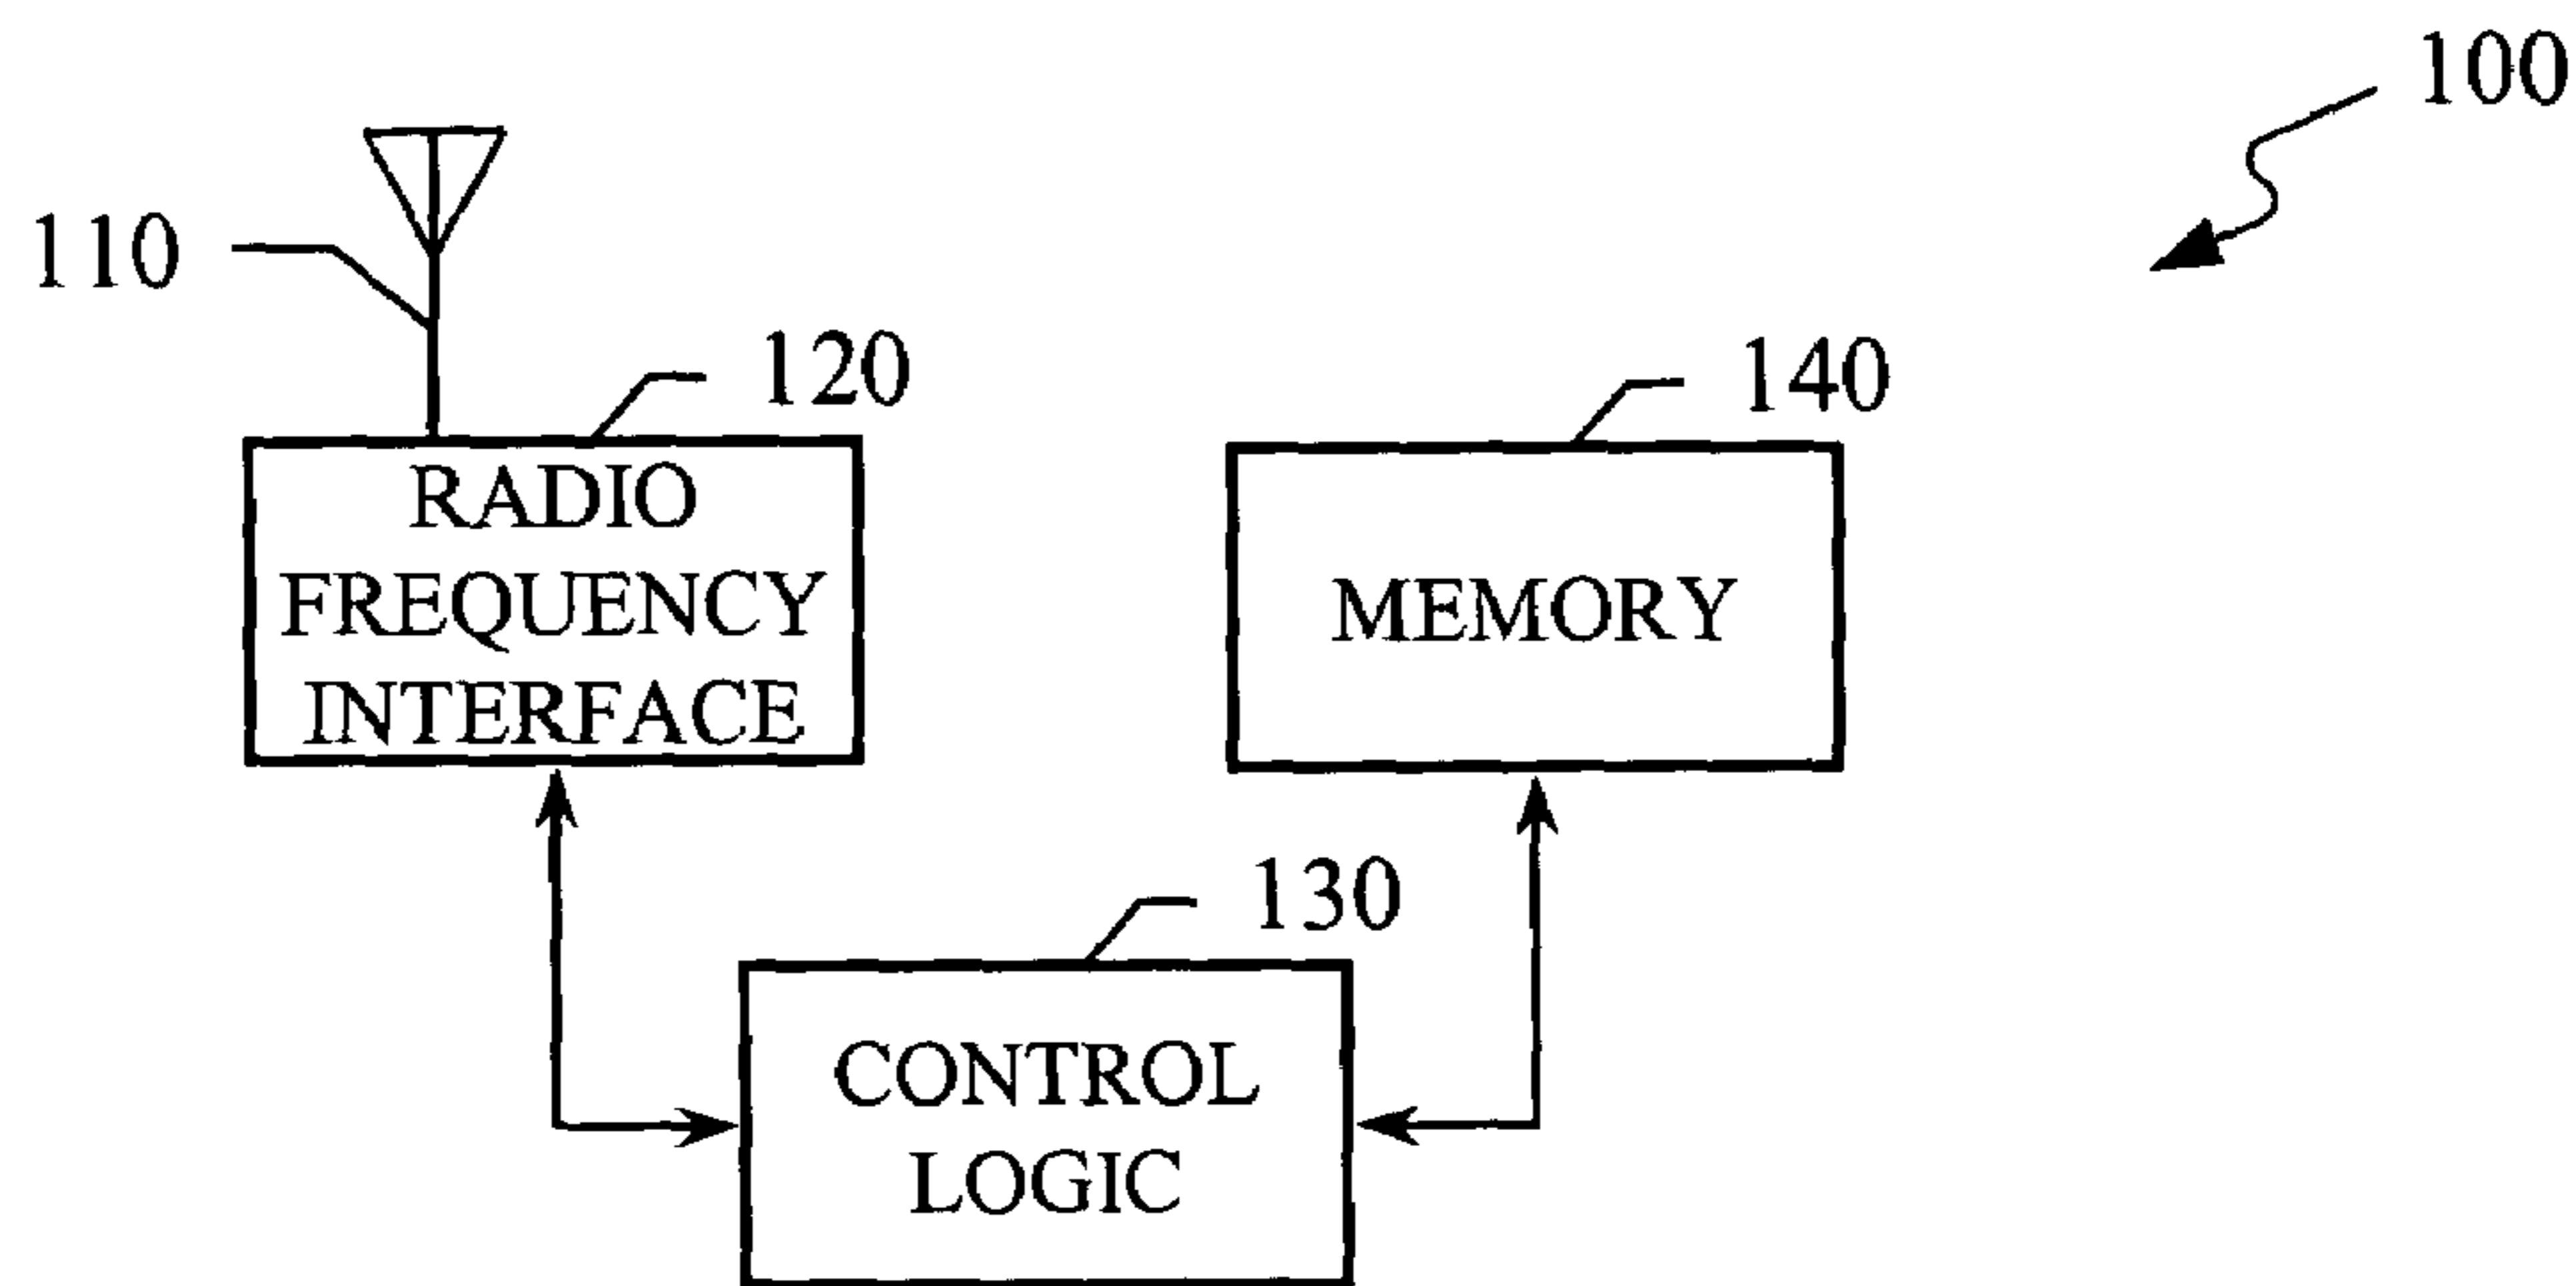 100
110
120
140
RADIO
FREQUENCY
INTERFACE
MEMORY
130
CONTROL
LOGIC